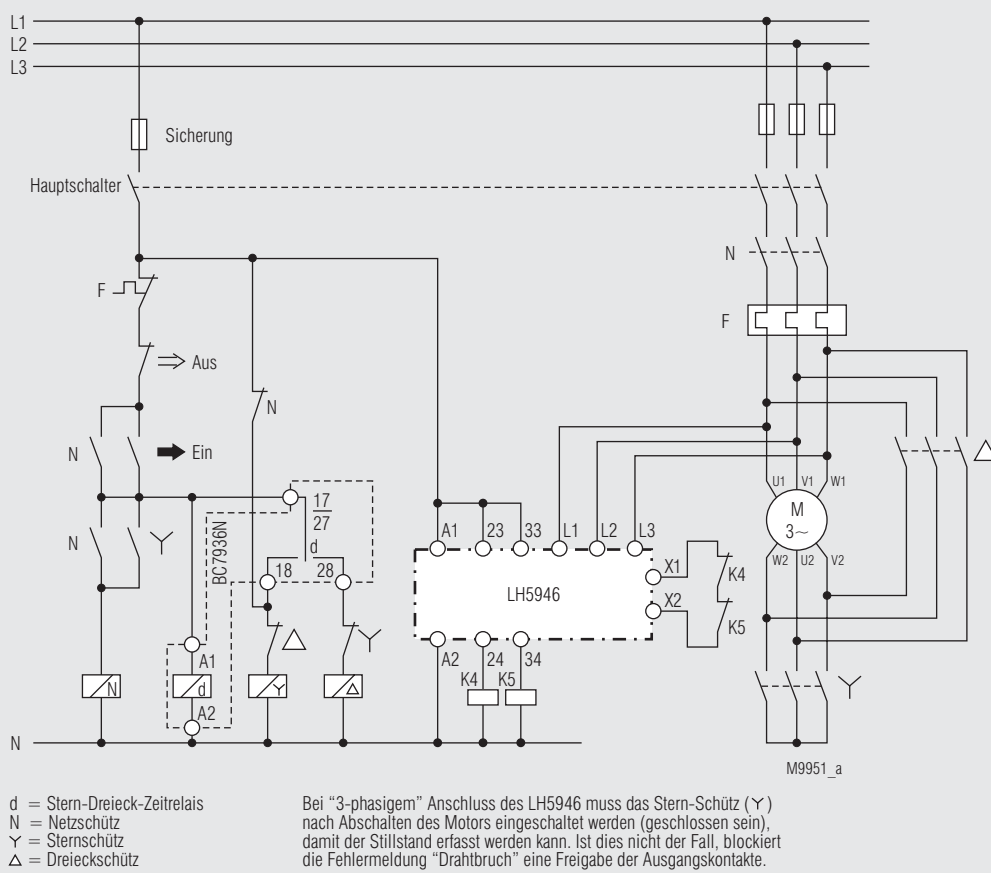 L1
L2
L3
Sicherung
Hauptschalter
N
F
F
Aus
N
N
Ein
17
27
d
N
BC7936N
18
28
A1
23
33
L1
L2
L3
U1
V1
W1
M
3~
W2
U2
V2
LH5946
X1
X2
K4
K5
A2
24
34
K4
K5
A1
N
d
A2
Y
△
Y
△
Y
△
Y
N
M9951_a
d = Stern-Dreieck-Zeitrelais
N = Netzschütz
Y = Sternschütz
△ = Dreieckschütz
Bei “3-phasigem” Anschluss des LH5946 muss das Stern-Schütz (Y)
nach Abschalten des Motors eingeschaltet werden (geschlossen sein),
damit der Stillstand erfasst werden kann. Ist dies nicht der Fall, blockiert
die Fehlermeldung “Drahtbruch” eine Freigabe der Ausgangskontakte.